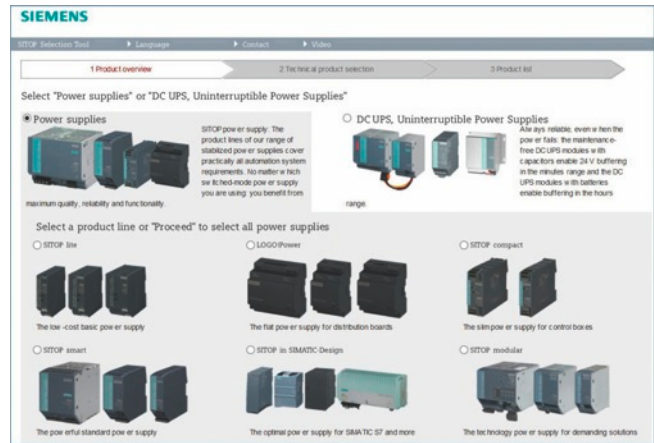 SIEMENS
SITOP Selection Tool Language Contact Video
1 Product overview 2 Technical product selection 3 Product list
Select "Power supplies" or "DC UPS, Uninterruptible Power Supplies"
Power supplies
SITOP power supply: The
product lines of our range of
stabilized power supplies cover
practically all automation system
requirements. No matter which
switched-mode power supply
you are using, you benefit from
maximum quality, reliability and functionality.
DC UPS, Uninterruptible Power Supplies
Always reliable, even when the
power fails: the maintenance-
free DC UPS modules with
capacitors enable 24 V buffering
in the minutes range and the DC
UPS modules with batteries
enable buffering in the hours
range.
Select a product line or "Proceed" to select all power supplies
SITOP lite
The low-cost basic power supply
LOGO!Power
The flat power supply for distribution boards
SITOP compact
The slim power supply for control boxes
SITOP smart
The powerful standard power supply
SITOP in SIMATIC-Design
The optimal power supply for SIMATIC S7 and more
SITOP modular
The technology power supply for demanding solutions